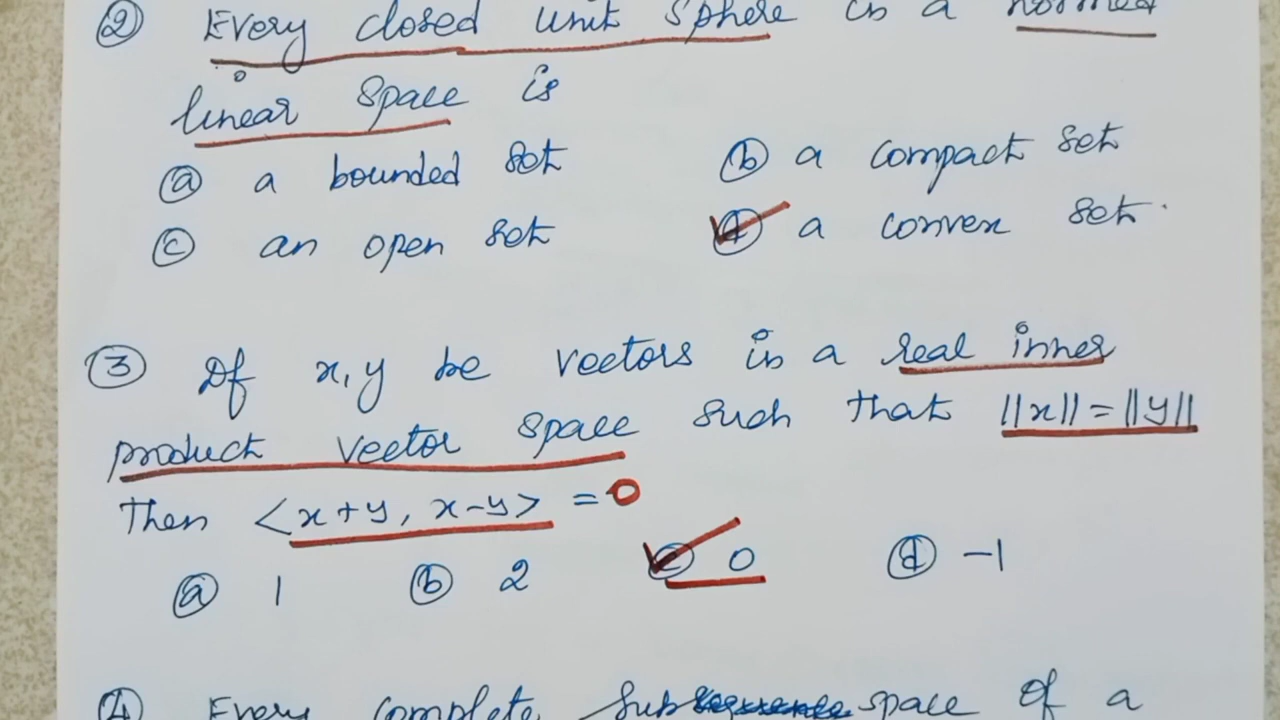 ② Every closed unit sphere in a normed
linear space is
ⓐ a bounded set ⓑ a compact set
ⓒ an open set ⓓ a convex set.
③ If x, y be vectors in a real inner
product vector space such that ||x|| = ||y||
Then <x+y, x-y> = 0
ⓐ 1 ⓑ 2 ⓒ 0 ⓓ -1
④ Every complete sub space of a